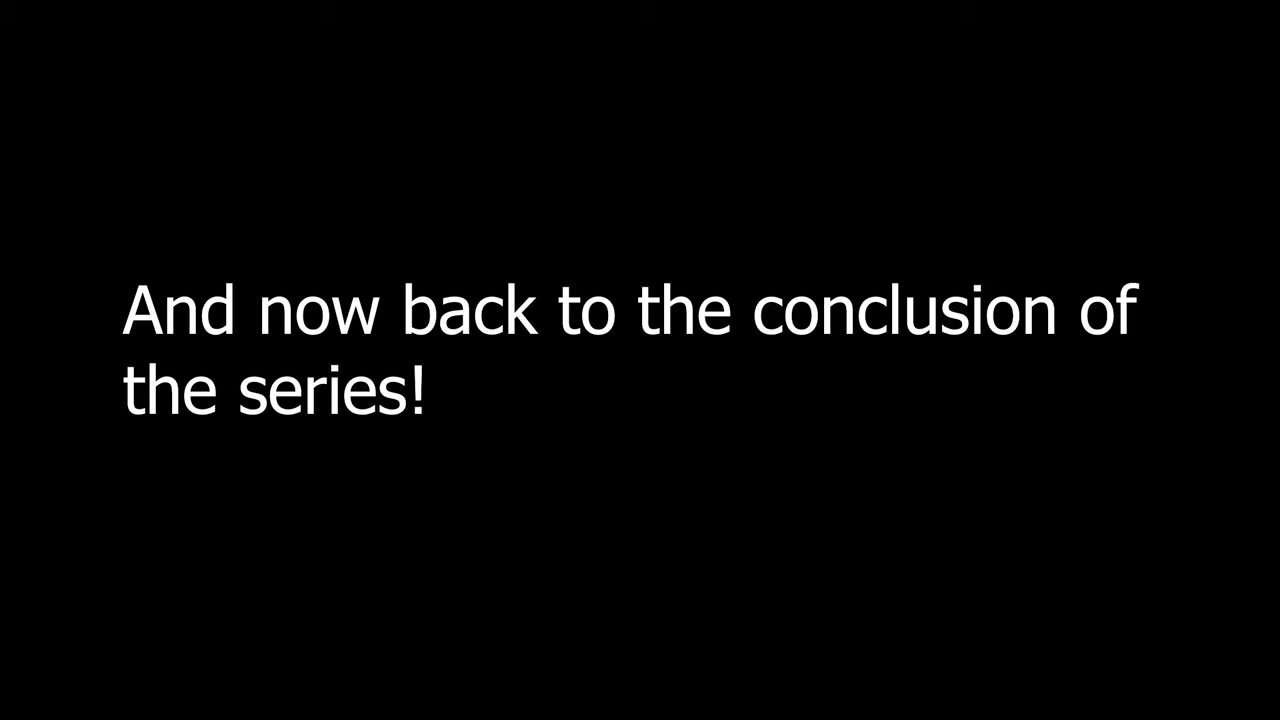 And now back to the conclusion of
the series!